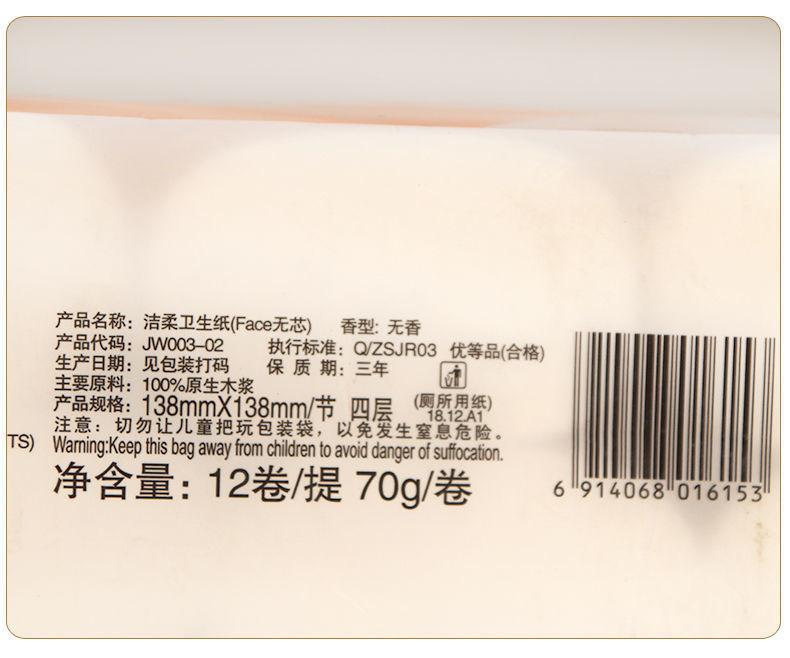 产品名称：洁柔卫生纸(Face无芯) 香型：无香
产品代码：JW003-02 执行标准：Q/ZSJR03 优等品(合格)
生产日期：见包装打码 保 质 期：三年
主要原料：100%原生木浆
产品规格：138mmX138mm/节 四层 (厕所用纸)
18.12.A1
注意：切勿让儿童把玩包装袋，以免发生窒息危险。
TS) Warning:Keep this bag away from children to avoid danger of suffocation.
净含量：12卷/提 70g/卷
6 914068 016153